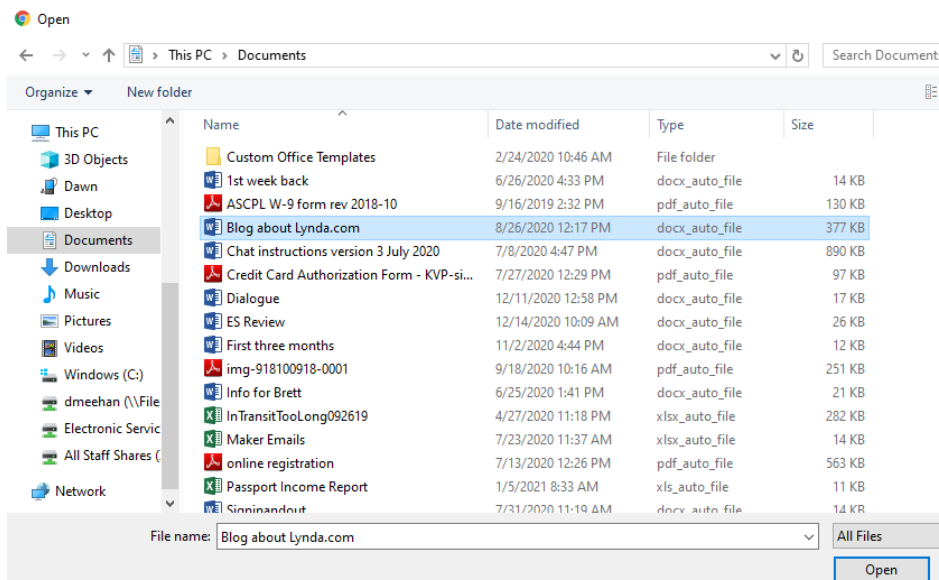 Open
This PC > Documents
Search Document
Organize
New folder
This PC
3D Objects
Dawn
Desktop
Documents
Downloads
Music
Pictures
Videos
Windows (C:)
dmeehan (\\File
Electronic Servic
All Staff Shares (
Network
Name Date modified Type Size
Custom Office Templates 2/24/2020 10:46 AM File folder
1st week back 6/26/2020 4:33 PM docx_auto_file 14 KB
ASCPL W-9 form rev 2018-10 9/16/2019 2:32 PM pdf_auto_file 130 KB
Blog about Lynda.com 8/26/2020 12:17 PM docx_auto_file 377 KB
Chat instructions version 3 July 2020 7/8/2020 4:47 PM docx_auto_file 890 KB
Credit Card Authorization Form - KVP-si... 7/27/2020 12:29 PM pdf_auto_file 97 KB
Dialogue 12/11/2020 12:58 PM docx_auto_file 17 KB
ES Review 12/14/2020 10:09 AM docx_auto_file 26 KB
First three months 11/2/2020 4:44 PM docx_auto_file 12 KB
img-918100918-0001 9/18/2020 10:16 AM pdf_auto_file 251 KB
Info for Brett 6/25/2020 1:41 PM docx_auto_file 21 KB
InTransitTooLong092619 4/27/2020 11:18 PM xlsx_auto_file 282 KB
Maker Emails 7/23/2020 11:37 AM xlsx_auto_file 14 KB
online registration 7/13/2020 12:26 PM pdf_auto_file 563 KB
Passport Income Report 1/5/2021 8:33 AM xls_auto_file 11 KB
Signinandout 7/31/2020 11:19 AM docx_auto_file 14 KB
File name: Blog about Lynda.com
All Files
Open